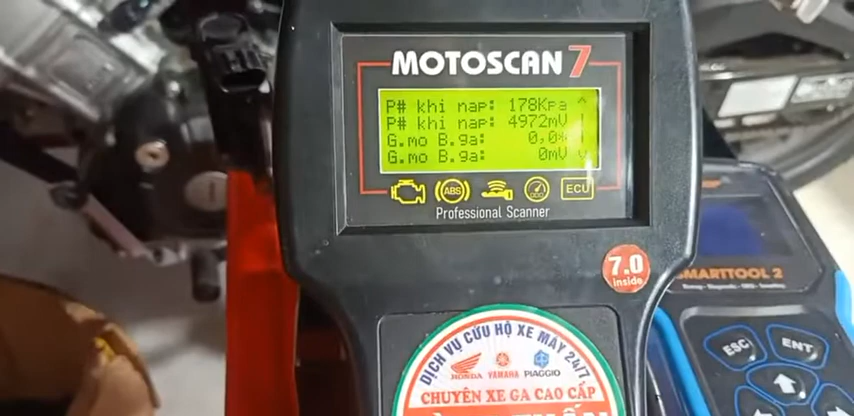 MOTOSCAN 7
P# khi nap: 178Kpa ^
P# khi nap: 4972mV
G.mo B.ga: 0,0%
G.mo B.ga: 0mV v
ABS
ECU
Professional Scanner
7.0
inside
SMARTTOOL 2
ESC
ENT
DỊCH VỤ CỨU HỘ XE MÁY 24/7
HONDA YAMAHA PIAGGIO
CHUYÊN XE GA CAO CẤP